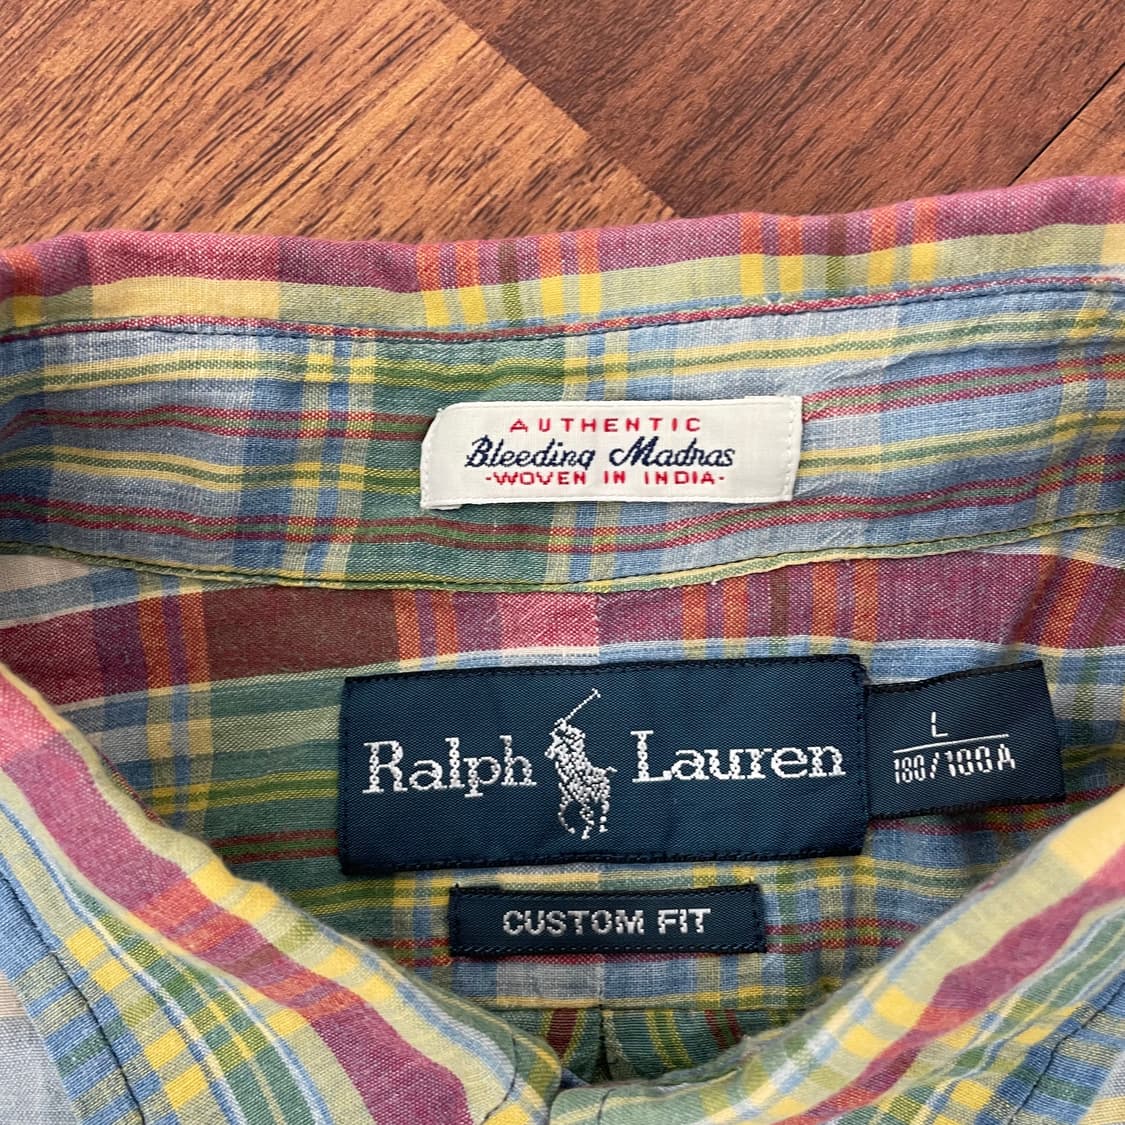 AUTHENTIC
Bleeding Madras
-WOVEN IN INDIA-
Ralph Lauren
L
180/100A
CUSTOM FIT